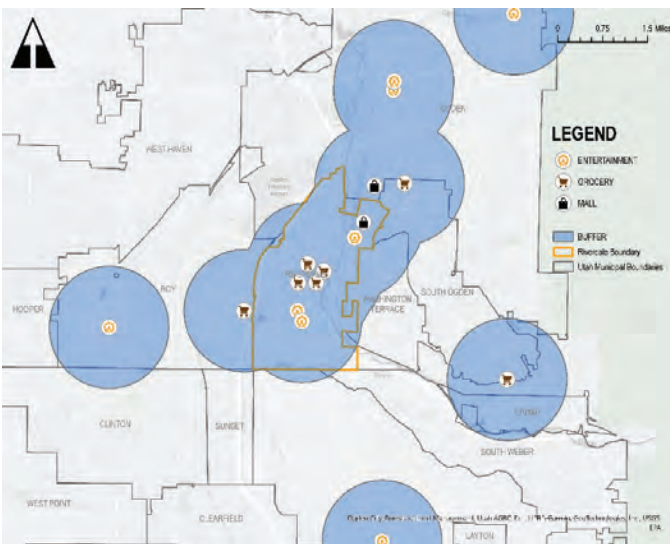 0 0.75 1.5 Miles
OGDEN
LEGEND
ENTERTAINMENT
GROCERY
MALL
BUFFER
Riverdale Boundary
Utah Municipal Boundaries
WEST HAVEN
HOOPER
ROY
WASHINGTON
TERRACE
SOUTH OGDEN
CLINTON
SUNSET
UINTAH
SOUTH WEBER
WEST POINT
CLEARFIELD
LAYTON
EPA